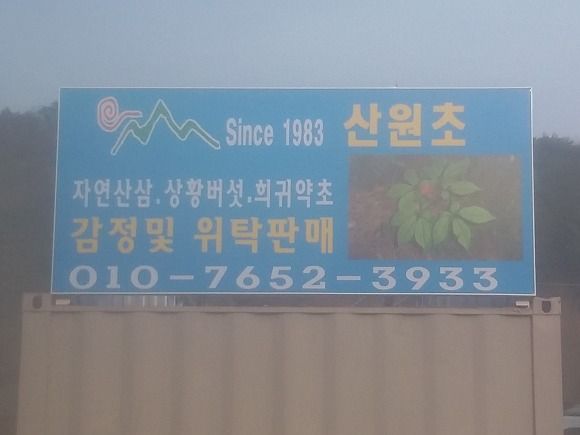 Since 1983 산원초
자연산삼.상황버섯.희귀약초
감정및 위탁판매
010-7652-3933